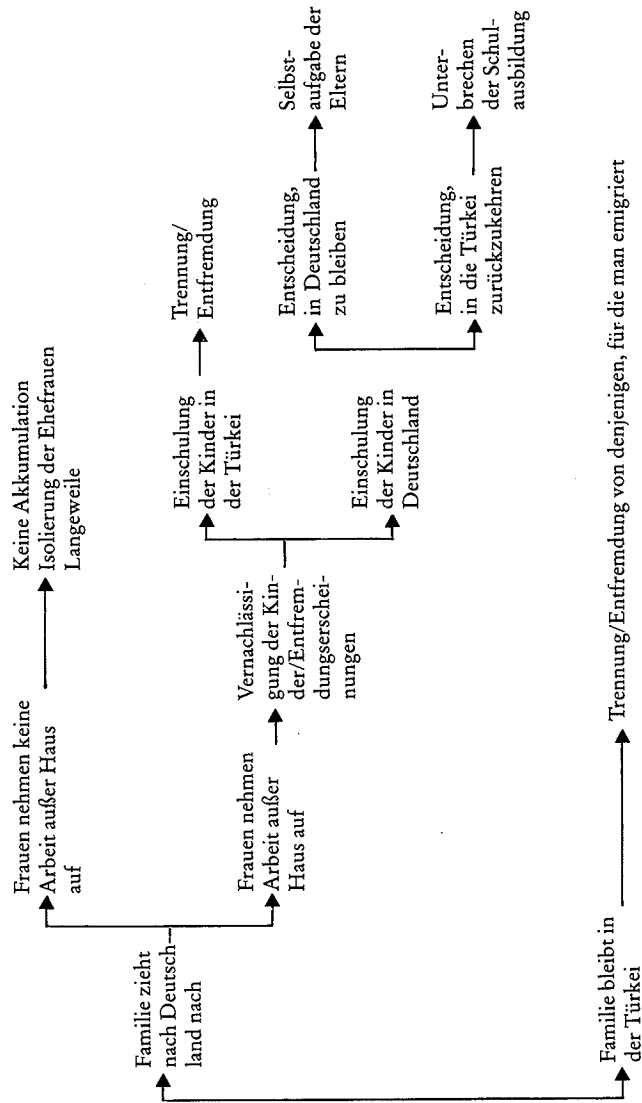 Familie zieht
nach Deutsch-
land nach
Frauen nehmen keine
Arbeit außer Haus
auf
Keine Akkumulation
Isolierung der Ehefrauen
Langeweile
Frauen nehmen
Arbeit außer
Haus auf
Vernachlässi-
gung der Kin-
der/Entfrem-
dungserschei-
nungen
Einschulung
der Kinder in
der Türkei
Trennung/
Entfremdung
Einschulung
der Kinder in
Deutschland
Entscheidung,
in Deutschland
zu bleiben
Selbst-
aufgabe der
Eltern
Entscheidung,
in die Türkei
zurückzukehren
Unter-
brechen
der Schul-
ausbildung
Familie bleibt in
der Türkei
Trennung/Entfremdung von denjenigen, für die man emigriert